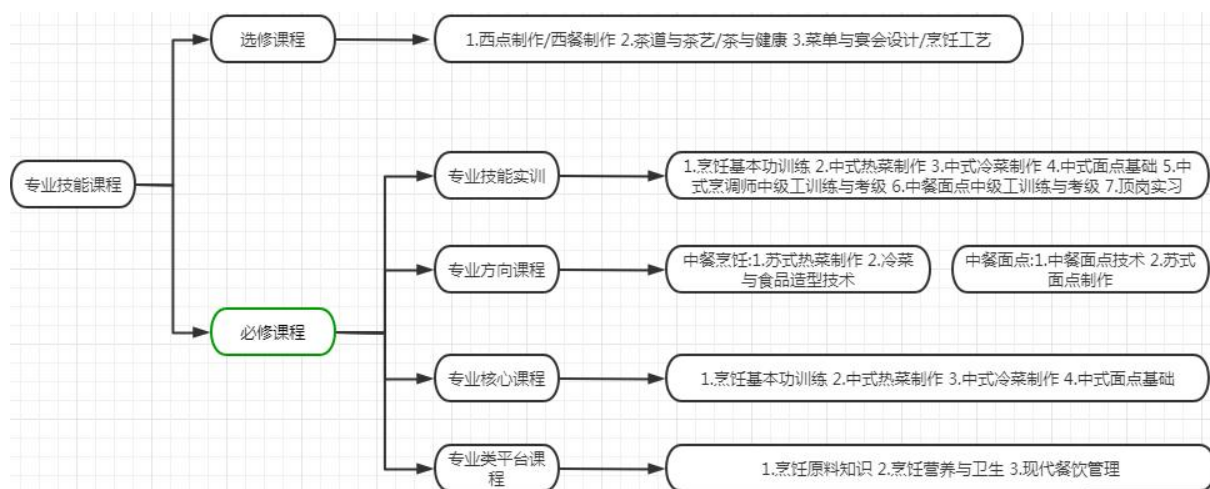 选修课程
1.西点制作/西餐制作 2.茶道与茶艺/茶与健康 3.菜单与宴会设计/烹饪工艺
专业技能课程
专业技能实训
1.烹饪基本功训练 2.中式热菜制作 3.中式冷菜制作 4.中式面点基础 5.中
式烹调师中级工训练与考级 6.中餐面点中级工训练与考级 7.顶岗实习
专业方向课程
中餐烹饪:1.苏式热菜制作 2.冷菜
与食品造型技术
中餐面点:1.中餐面点技术 2.苏式
面点制作
必修课程
专业核心课程
1.烹饪基本功训练 2.中式热菜制作 3.中式冷菜制作 4.中式面点基础
专业类平台课
程
1.烹饪原料知识 2.烹饪营养与卫生 3.现代餐饮管理